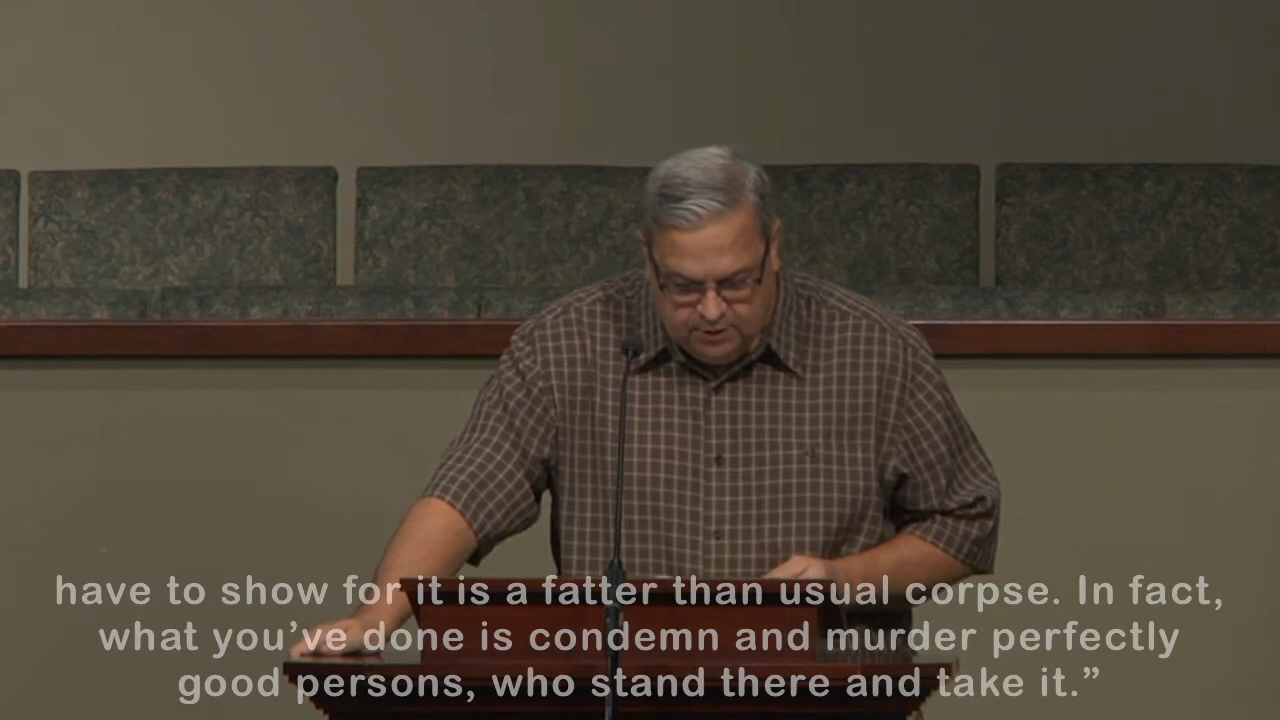 have to show for it is a fatter than usual corpse. In fact,
what you’ve done is condemn and murder perfectly
good persons, who stand there and take it.”